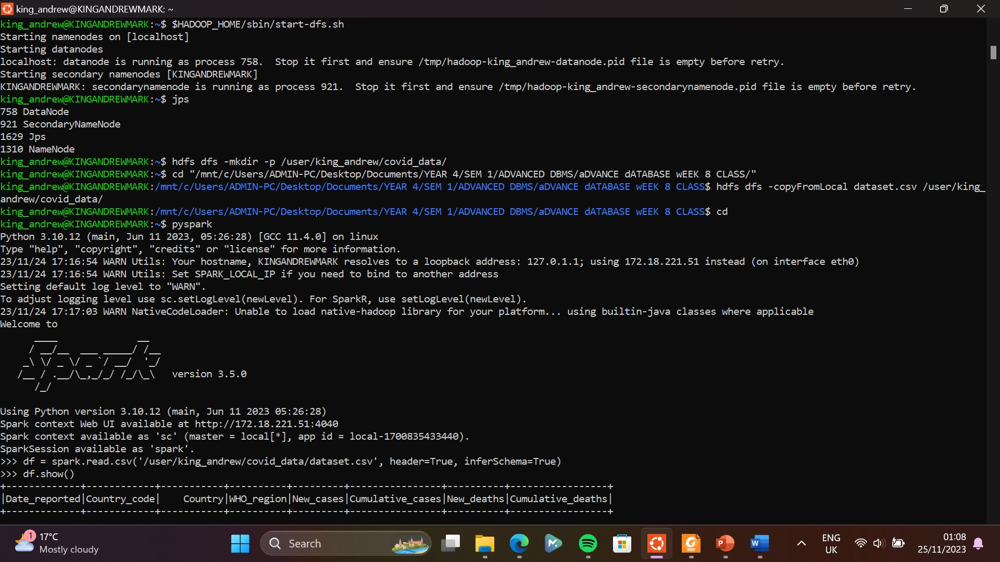 king_andrew@KINGANDREWMARK: ~
king_andrew@KINGANDREWMARK:~$ $HADOOP_HOME/sbin/start-dfs.sh
Starting namenodes on [localhost]
Starting datanodes
localhost: datanode is running as process 758.  Stop it first and ensure /tmp/hadoop-king_andrew-datanode.pid file is empty before retry.
Starting secondary namenodes [KINGANDREWMARK]
KINGANDREWMARK: secondarynamenode is running as process 921.  Stop it first and ensure /tmp/hadoop-king_andrew-secondarynamenode.pid file is empty before retry.
king_andrew@KINGANDREWMARK:~$ jps
758 DataNode
921 SecondaryNameNode
1629 Jps
1310 NameNode
king_andrew@KINGANDREWMARK:~$ hdfs dfs -mkdir -p /user/king_andrew/covid_data/
king_andrew@KINGANDREWMARK:~$ cd "/mnt/c/Users/ADMIN-PC/Desktop/Documents/YEAR 4/SEM 1/ADVANCED DBMS/aDVANCE dATABASE wEEK 8 CLASS/"
king_andrew@KINGANDREWMARK:/mnt/c/Users/ADMIN-PC/Desktop/Documents/YEAR 4/SEM 1/ADVANCED DBMS/aDVANCE dATABASE wEEK 8 CLASS$ hdfs dfs -copyFromLocal dataset.csv /user/king_
andrew/covid_data/
king_andrew@KINGANDREWMARK:/mnt/c/Users/ADMIN-PC/Desktop/Documents/YEAR 4/SEM 1/ADVANCED DBMS/aDVANCE dATABASE wEEK 8 CLASS$ cd
king_andrew@KINGANDREWMARK:~$ pyspark
Python 3.10.12 (main, Jun 11 2023, 05:26:28) [GCC 11.4.0] on linux
Type "help", "copyright", "credits" or "license" for more information.
23/11/24 17:16:54 WARN Utils: Your hostname, KINGANDREWMARK resolves to a loopback address: 127.0.1.1; using 172.18.221.51 instead (on interface eth0)
23/11/24 17:16:54 WARN Utils: Set SPARK_LOCAL_IP if you need to bind to another address
Setting default log level to "WARN".
To adjust logging level use sc.setLogLevel(newLevel). For SparkR, use setLogLevel(newLevel).
23/11/24 17:17:03 WARN NativeCodeLoader: Unable to load native-hadoop library for your platform... using builtin-java classes where applicable
Welcome to
      ____              __
     / __/__  ___ _____/ /__
    _\ \/ _ \/ _ `/ __/  '_/
   /__ / .__/\_,_/_/ /_/\_\   version 3.5.0
      /_/
Using Python version 3.10.12 (main, Jun 11 2023 05:26:28)
Spark context Web UI available at http://172.18.221.51:4040
Spark context available as 'sc' (master = local[*], app id = local-1700835433440).
SparkSession available as 'spark'.
>>> df = spark.read.csv('/user/king_andrew/covid_data/dataset.csv', header=True, inferSchema=True)
>>> df.show()
+-------------+------------+-----------+----------+---------+----------------+----------+-----------------+
|Date_reported|Country_code|    Country|WHO_region|New_cases|Cumulative_cases|New_deaths|Cumulative_deaths|
+-------------+------------+-----------+----------+---------+----------------+----------+-----------------+
1
17°C
Mostly cloudy
Search
PDF
P
W
ENG
UK
01:08
25/11/2023